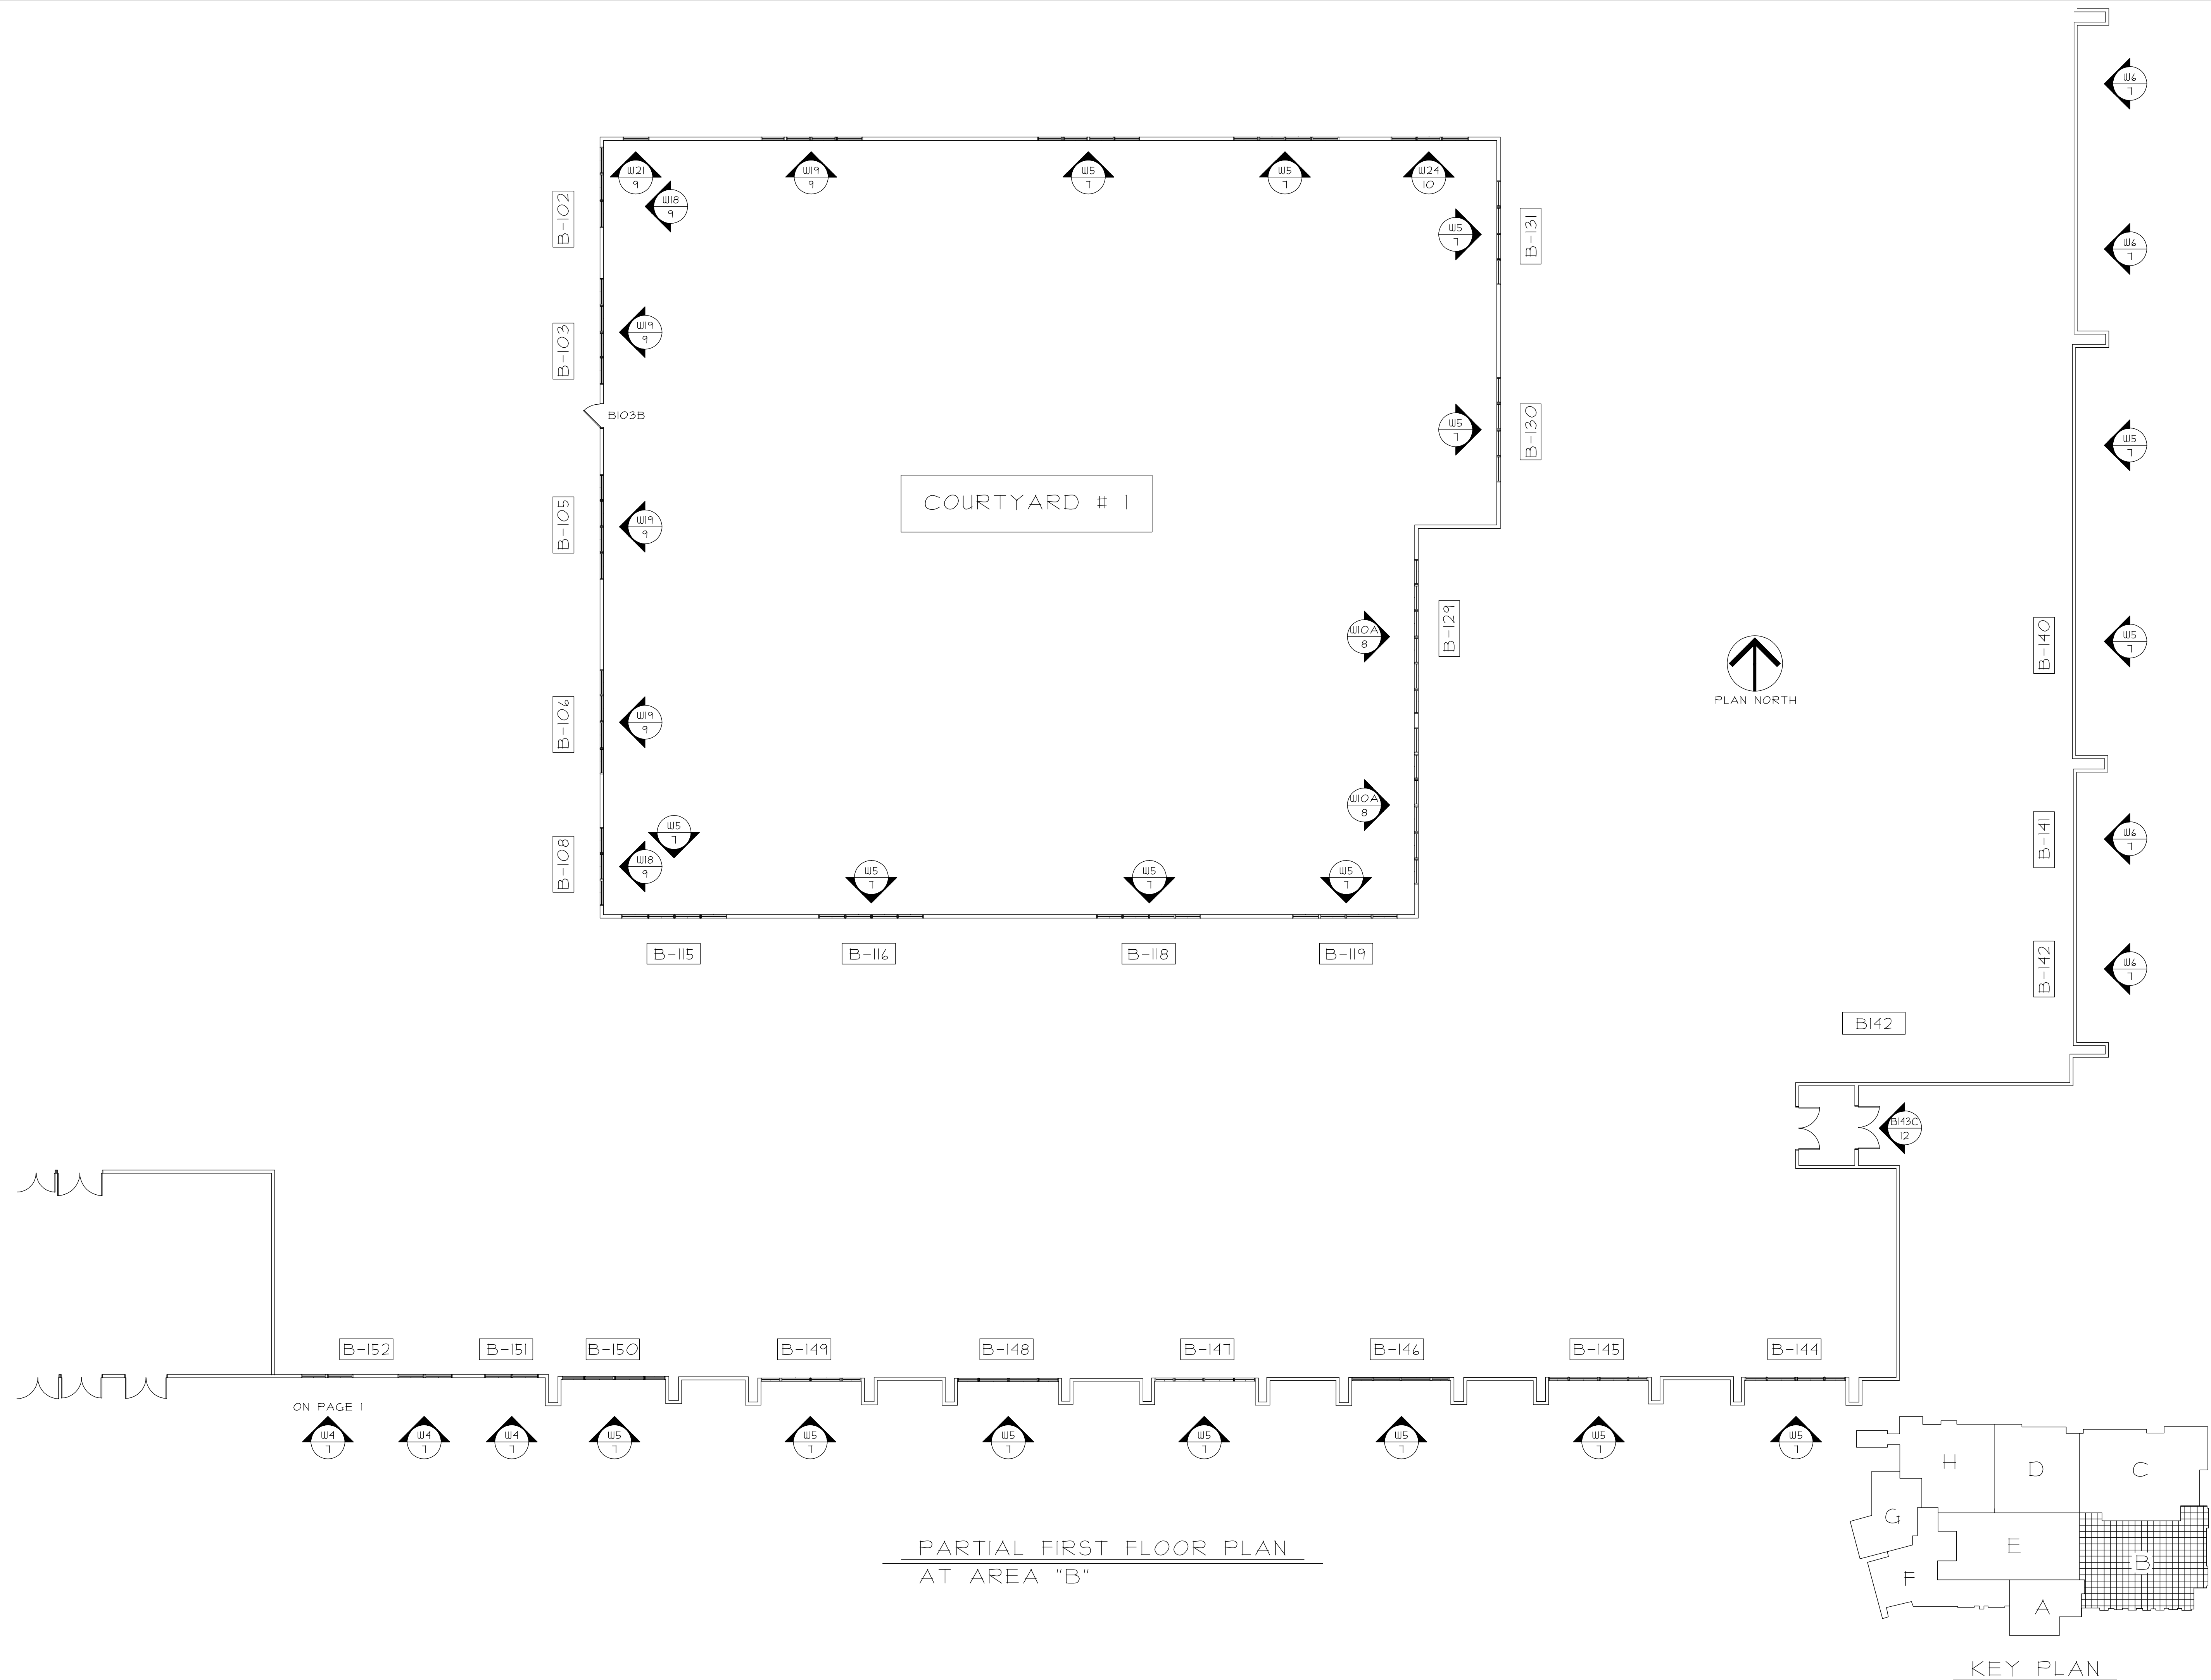 W6
7
W21
9
W19
9
W5
7
W5
7
W24
10
B-102
W18
9
W5
7
B-131
W6
7
B-103
W19
9
B103B
W5
7
B-130
W5
7
COURTYARD # 1
B-105
W19
9
W10A
8
B-129
B-140
W5
7
PLAN NORTH
B-106
W19
9
W10A
8
W5
7
B-141
W6
7
B-108
W18
9
W5
7
W5
7
W5
7
B-115
B-116
B-118
B-119
B-142
W6
7
B142
B143C
12
B-152
B-151
B-150
B-149
B-148
B-147
B-146
B-145
B-144
ON PAGE 1
W4
7
W4
7
W4
7
W5
7
W5
7
W5
7
W5
7
W5
7
W5
7
W5
7
H
D
C
G
E
B
F
A
PARTIAL FIRST FLOOR PLAN
AT AREA "B"
KEY PLAN